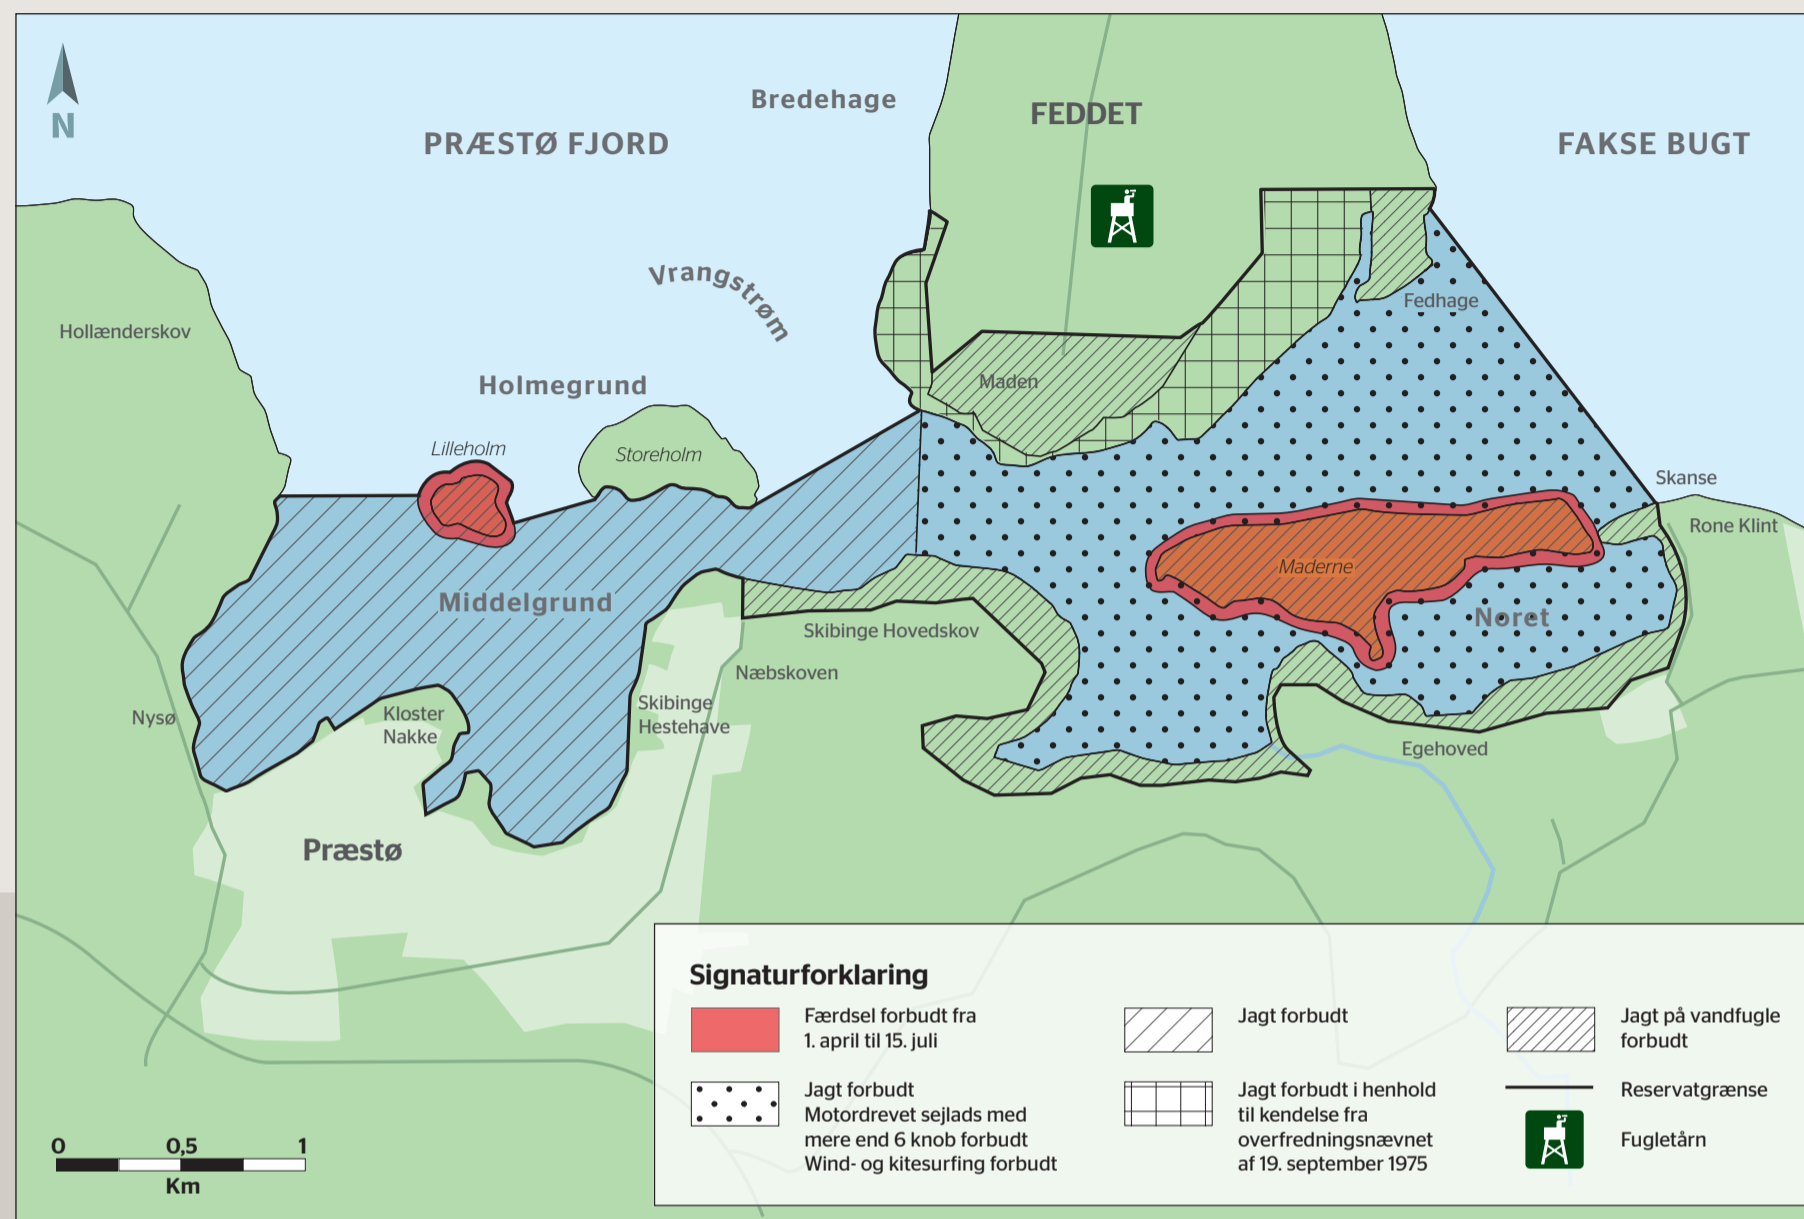 N
PRÆSTØ FJORD
Bredehage
FEDDET
FAKSE BUGT
Vrangstrøm
Hollænderskov
Fedhage
Holmegrund
Maden
Lilleholm
Storeholm
Skanse
Rone Klint
Maderne
Middelgrund
Noret
Skibinge Hovedskov
Næbskoven
Nysø
Kloster
Nakke
Skibinge
Hestehave
Egehoved
Præstø
Signaturforklaring
Færdsel forbudt fra
1. april til 15. juli
Jagt forbudt
Motordrevet sejlads med
mere end 6 knob forbudt
Wind- og kitesurfing forbudt
Jagt forbudt
Jagt forbudt i henhold
til kendelse fra
overfredningsnævnet
af 19. september 1975
Jagt på vandfugle
forbudt
Reservatgrænse
Fugletårn
0 0,5 1
Km